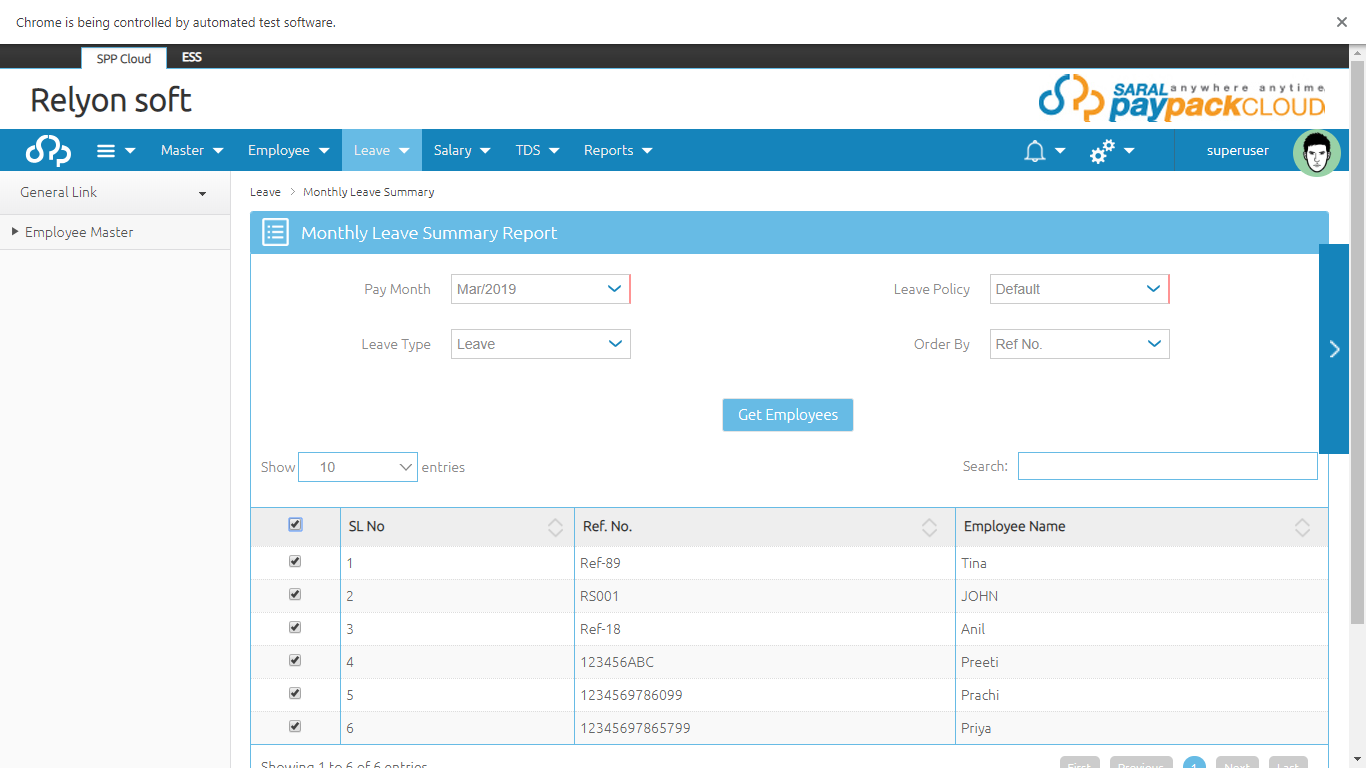 Chrome is being controlled by automated test software.
SPP Cloud ESS
Relyon soft
SARAL anywhere anytime
paypackCLOUD
Master Employee Leave Salary TDS Reports superuser
General Link
Employee Master
Leave > Monthly Leave Summary
Monthly Leave Summary Report
Pay Month Mar/2019 Leave Policy Default
Leave Type Leave Order By Ref No.
Get Employees
Show 10 entries Search:
SL No Ref. No. Employee Name
1 Ref-89 Tina
2 RS001 JOHN
3 Ref-18 Anil
4 123456ABC Preeti
5 1234569786099 Prachi
6 12345697865799 Priya
Showing 1 to 6 of 6 entries First Previous 1 Next Last